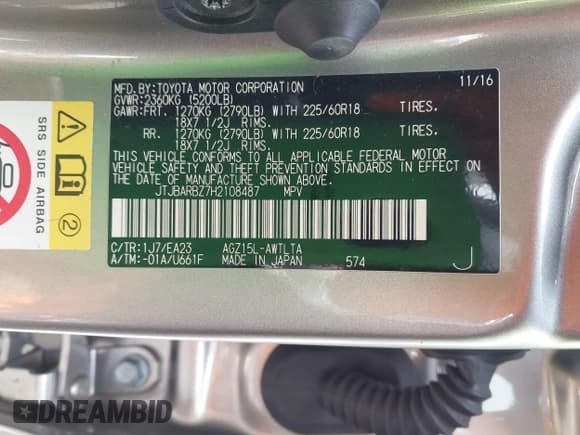 MFD.BY:TOYOTA MOTOR CORPORATION 11/16
GVWR:2360KG (5200LB)
GAWR:FRT. 1270KG (2790LB) WITH 225/60R18 TIRES.
18X7 1/2J RIMS.
RR. 1270KG (2790LB) WITH 225/60R18 TIRES.
18X7 1/2J RIMS.
THIS VEHICLE CONFORMS TO ALL APPLICABLE FEDERAL MOTOR
VEHICLE SAFETY AND THEFT PREVENTION STANDARDS IN EFFECT ON
THE DATE OF MANUFACTURE SHOWN ABOVE.
JTJBARBZ7H2108487 MPV
C/TR:1J7/EA23 AGZ15L-AWTLTA
A/TM:-01A/U661F MADE IN JAPAN 574
J
SRS SIDE AIRBAG
2
DREAMBID